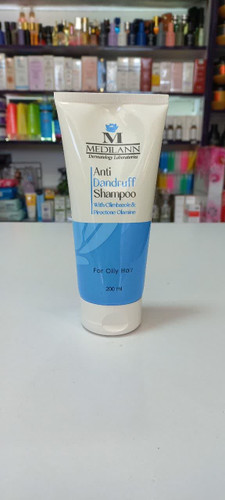 M
MEDILANN
Dermatology Laboratories
Anti
Dandruff
Shampoo
With Climbazole &
Piroctone Olamine
For Oily Hair
200 ml